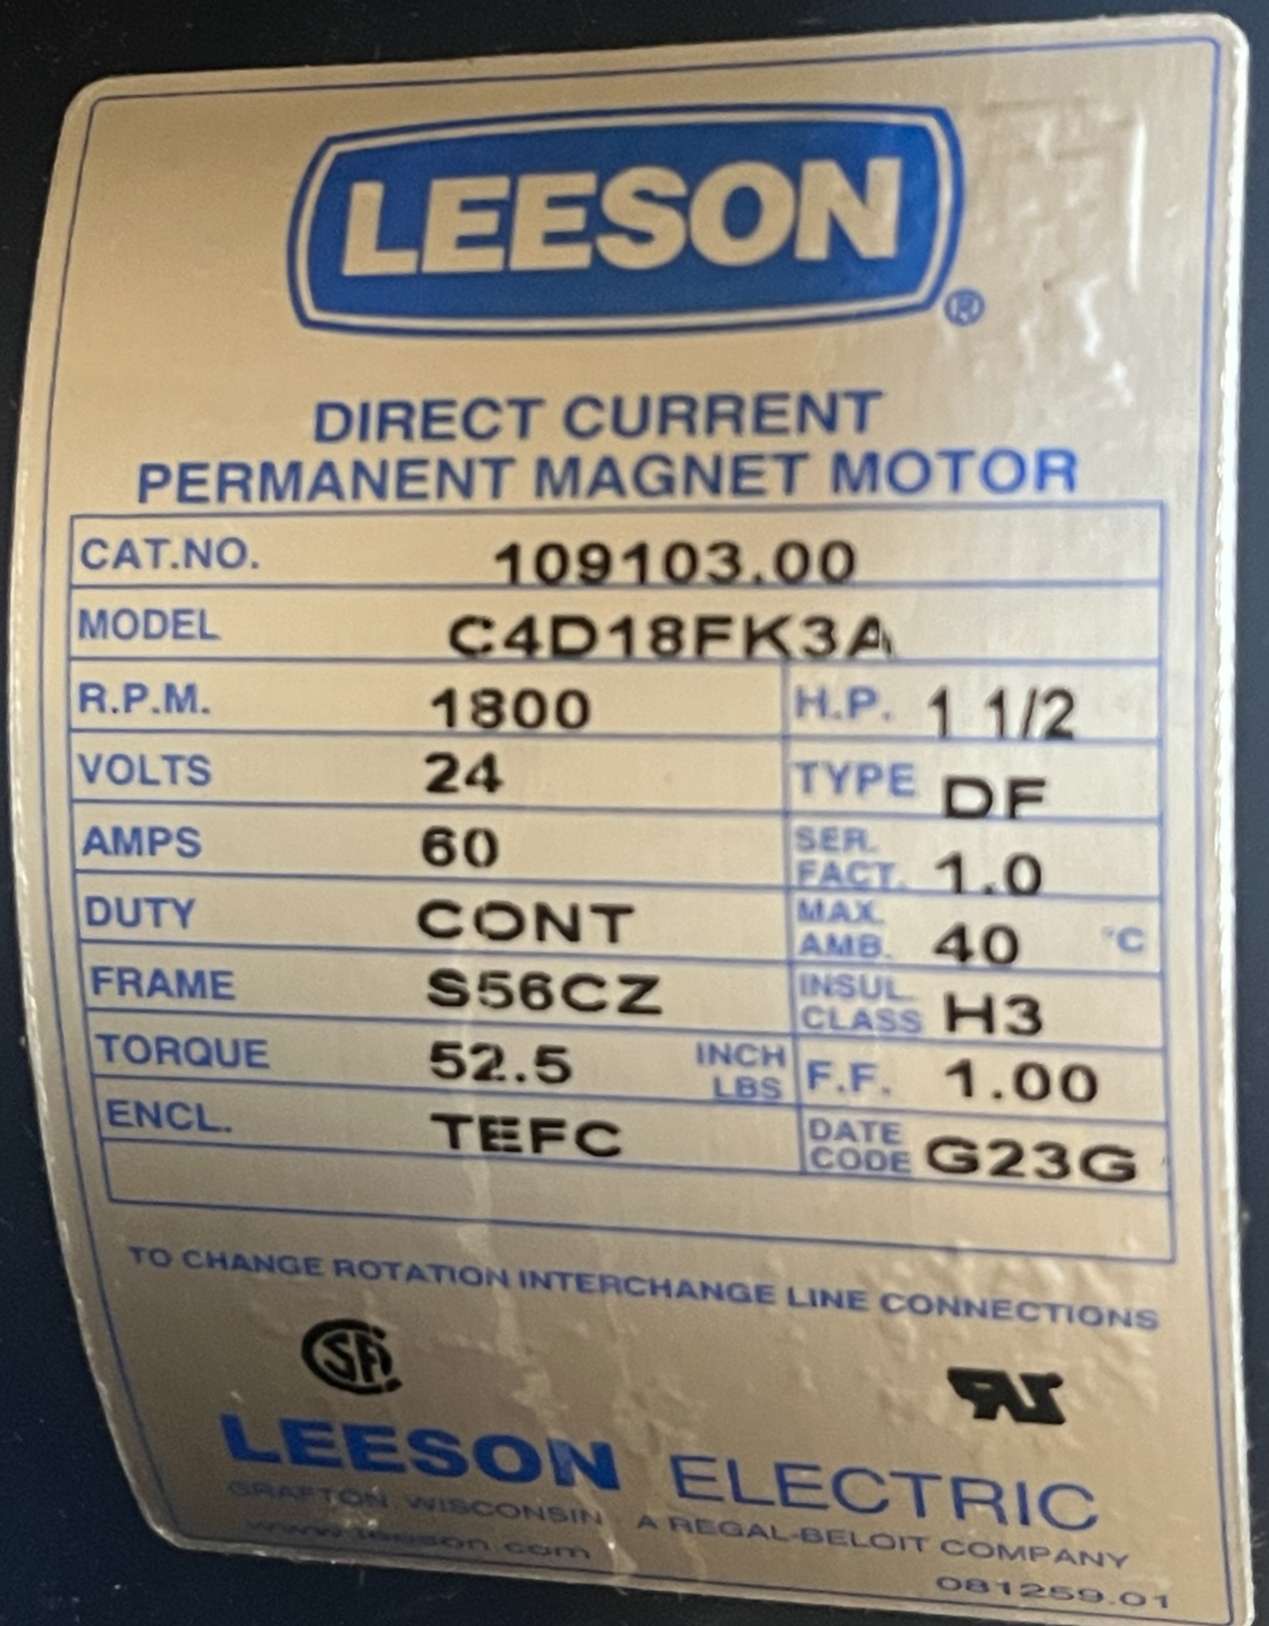 LEESON
®
DIRECT CURRENT
PERMANENT MAGNET MOTOR
CAT.NO. 109103.00
MODEL C4D18FK3A
R.P.M. 1800 H.P. 1 1/2
VOLTS 24 TYPE DF
AMPS 60 SER. FACT. 1.0
DUTY CONT MAX. AMB. 40 °C
FRAME S56CZ INSUL. CLASS H3
TORQUE 52.5 INCH LBS F.F. 1.00
ENCL. TEFC DATE CODE G23G
TO CHANGE ROTATION INTERCHANGE LINE CONNECTIONS
LEESON ELECTRIC
GRAFTON, WISCONSIN A REGAL-BELOIT COMPANY
www.leeson.com
081259.01